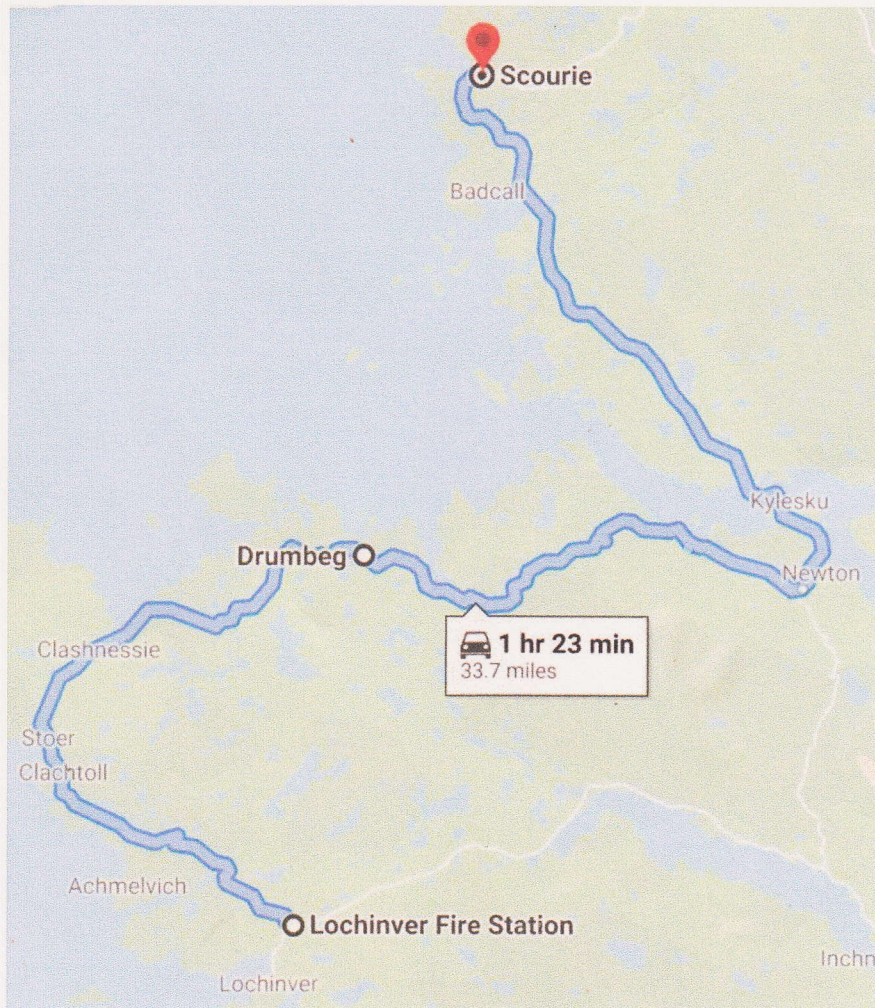 Scourie
Badcall
Kylesku
Drumbeg
Newton
1 hr 23 min
33.7 miles
Clashnessie
Stoer
Clachtoll
Achmelvich
Lochinver Fire Station
Inchn
Lochinver